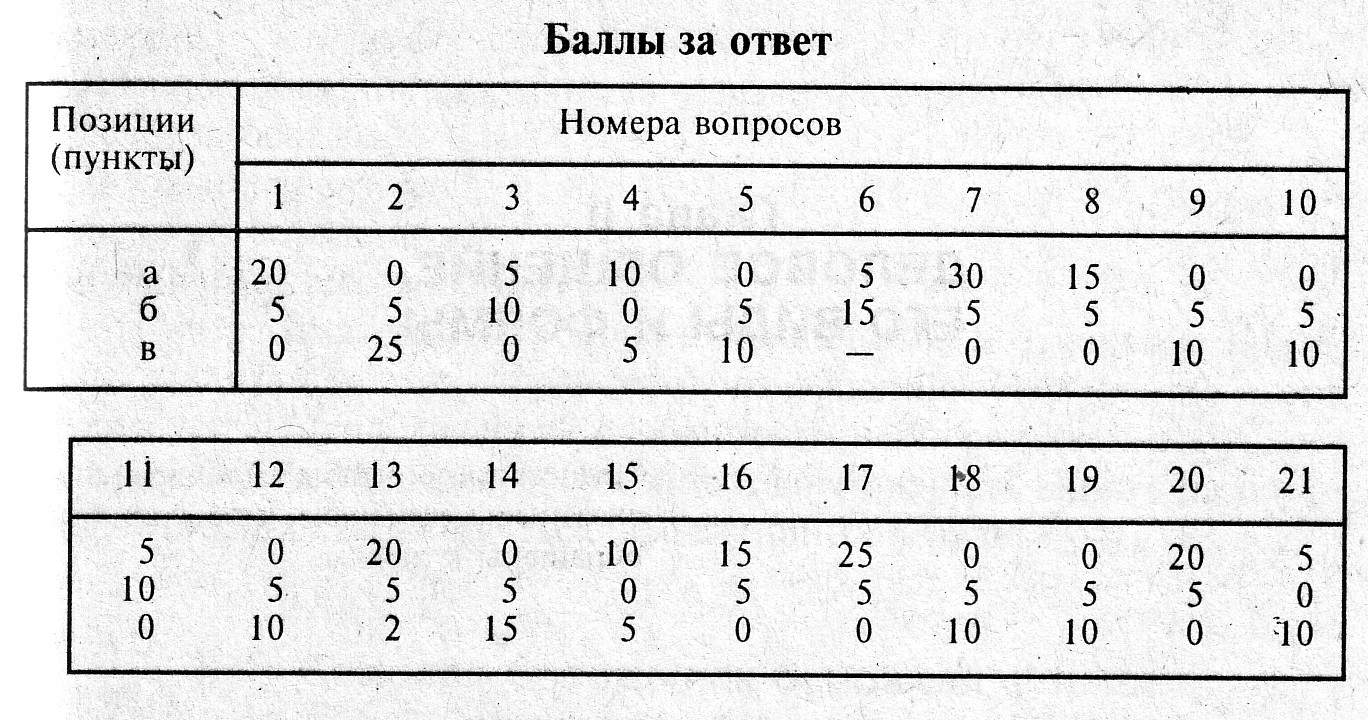 Баллы за ответ
Позиции (пункты) Номера вопросов
1 2 3 4 5 6 7 8 9 10
а 20 0 5 10 0 5 30 15 0 0
б 5 5 10 0 5 15 5 5 5 5
в 0 25 0 5 10 — 0 0 10 10
11 12 13 14 15 16 17 18 19 20 21
5 0 20 0 10 15 25 0 0 20 5
10 5 5 5 0 5 5 5 5 5 0
0 10 2 15 5 0 0 10 10 0 10